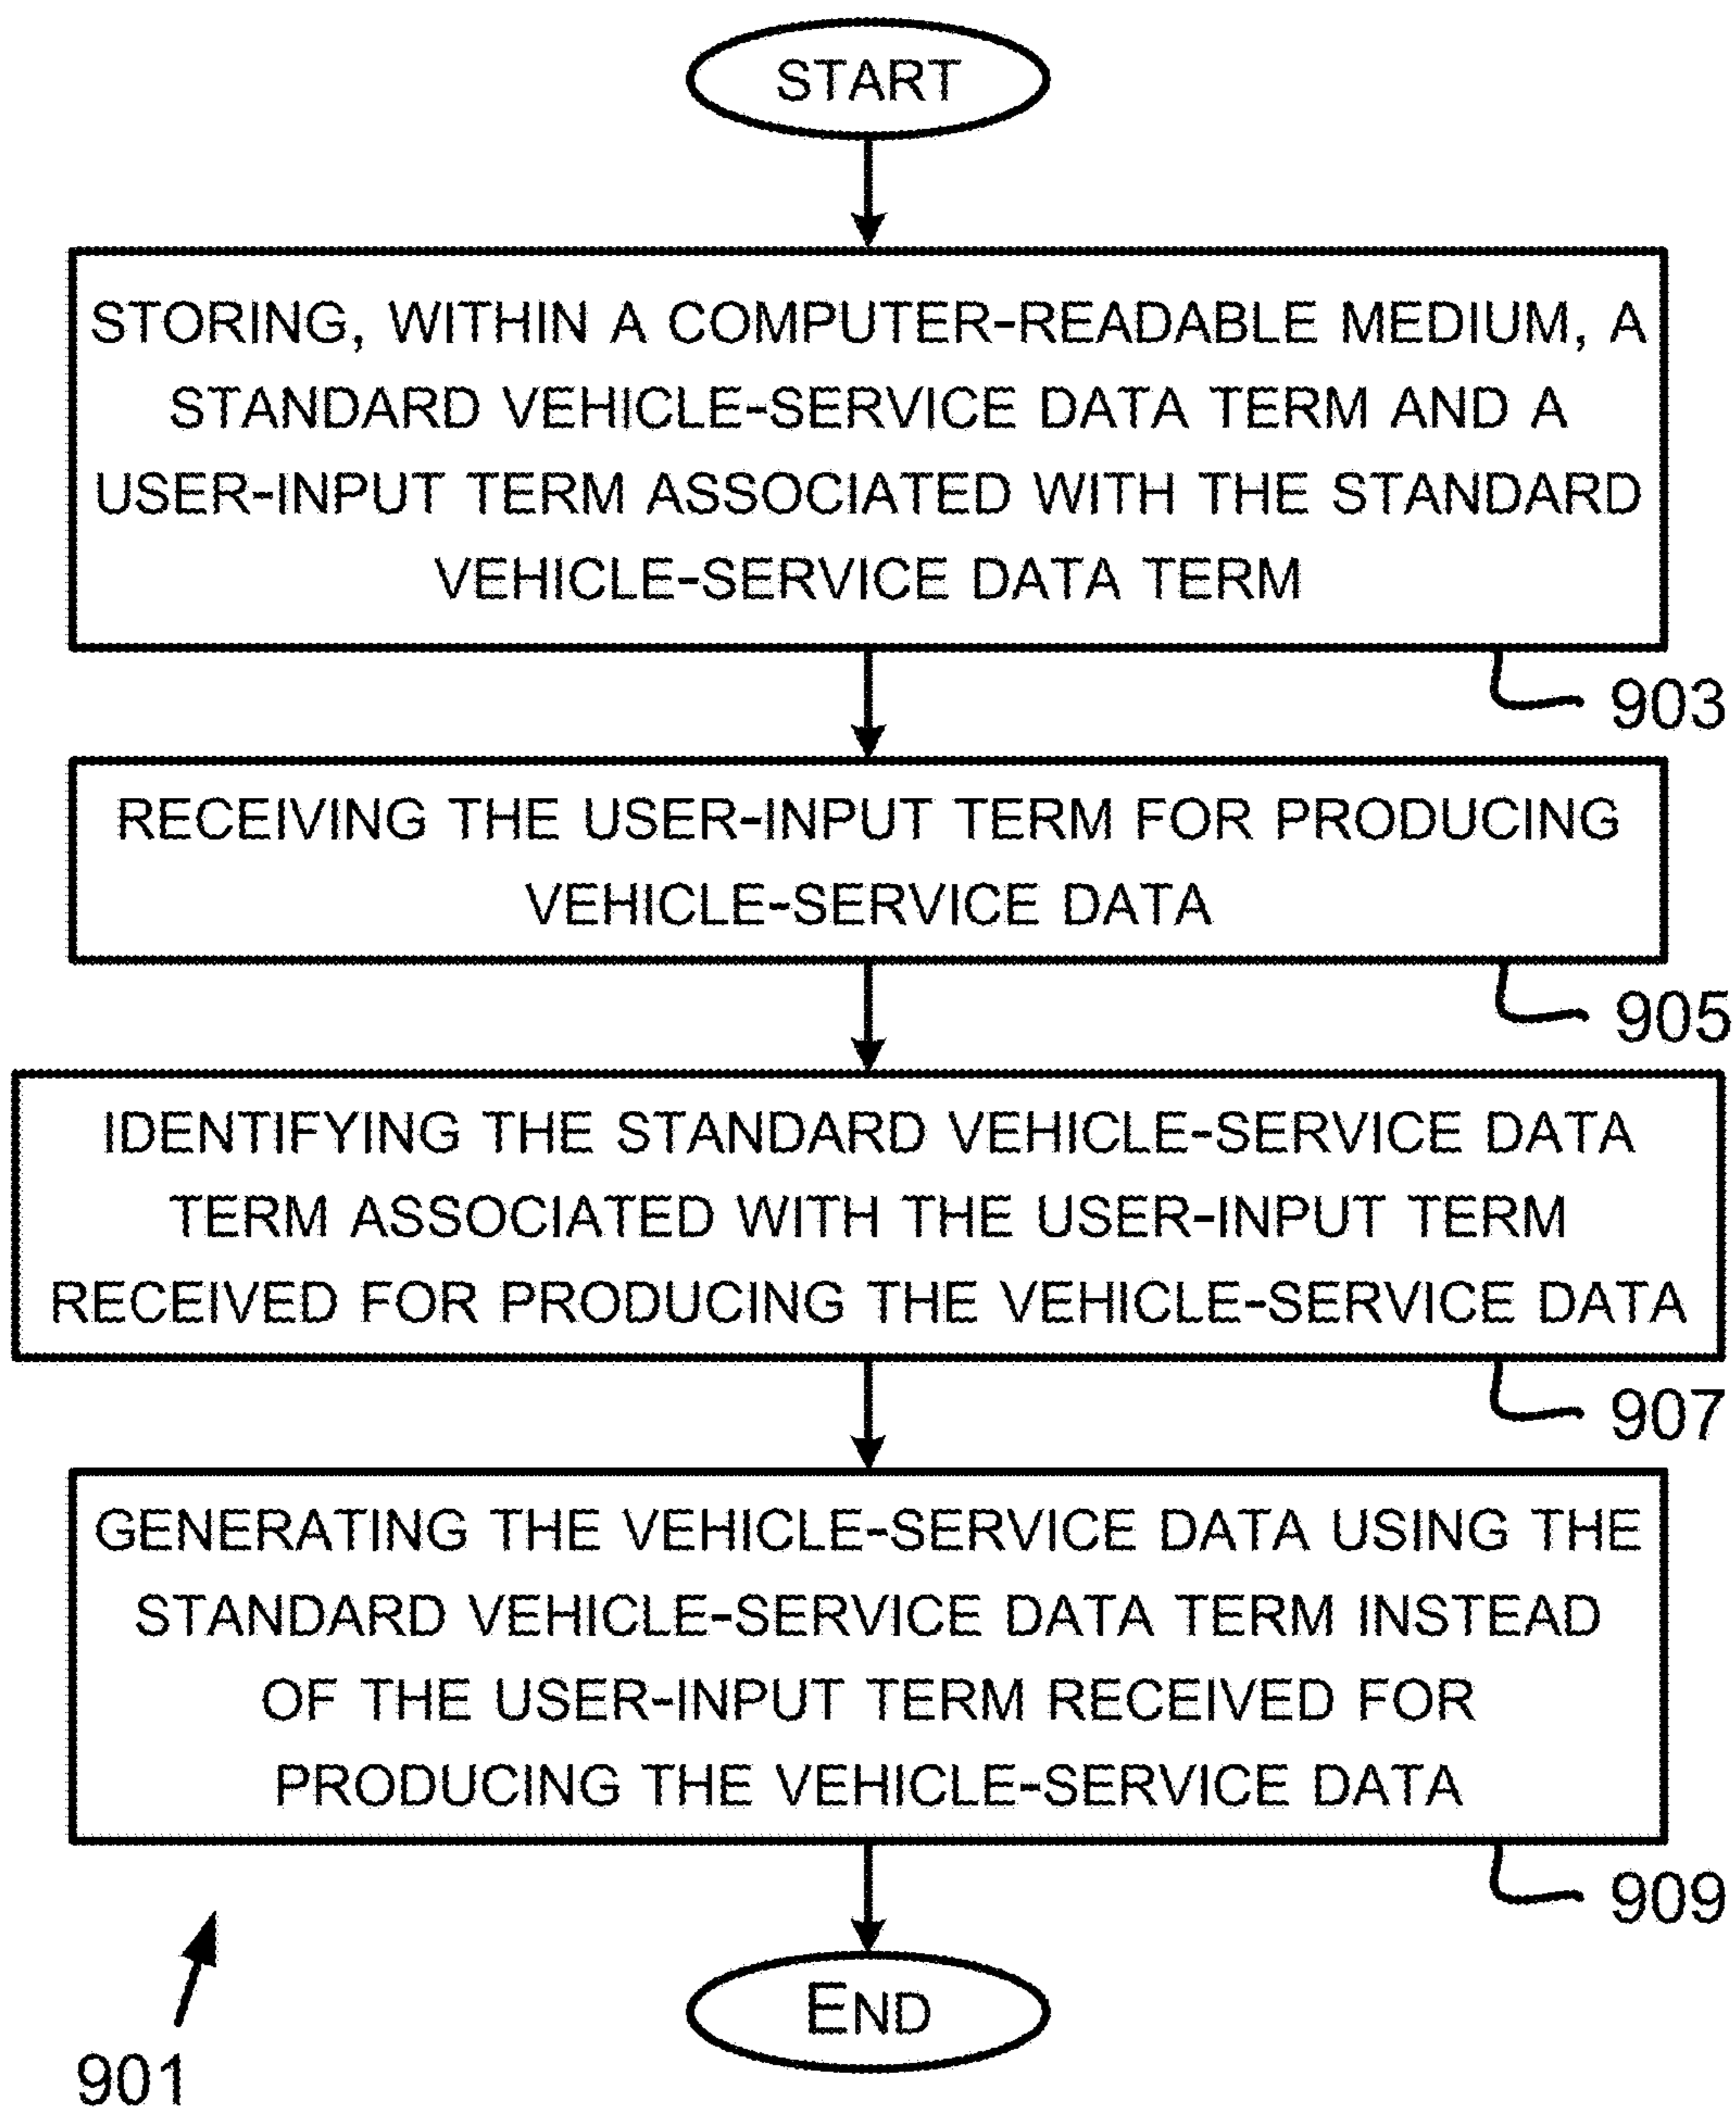 START
STORING, WITHIN A COMPUTER-READABLE MEDIUM, A
STANDARD VEHICLE-SERVICE DATA TERM AND A
USER-INPUT TERM ASSOCIATED WITH THE STANDARD
VEHICLE-SERVICE DATA TERM
903
RECEIVING THE USER-INPUT TERM FOR PRODUCING
VEHICLE-SERVICE DATA
905
IDENTIFYING THE STANDARD VEHICLE-SERVICE DATA
TERM ASSOCIATED WITH THE USER-INPUT TERM
RECEIVED FOR PRODUCING THE VEHICLE-SERVICE DATA
907
GENERATING THE VEHICLE-SERVICE DATA USING THE
STANDARD VEHICLE-SERVICE DATA TERM INSTEAD
OF THE USER-INPUT TERM RECEIVED FOR
PRODUCING THE VEHICLE-SERVICE DATA
909
END
901